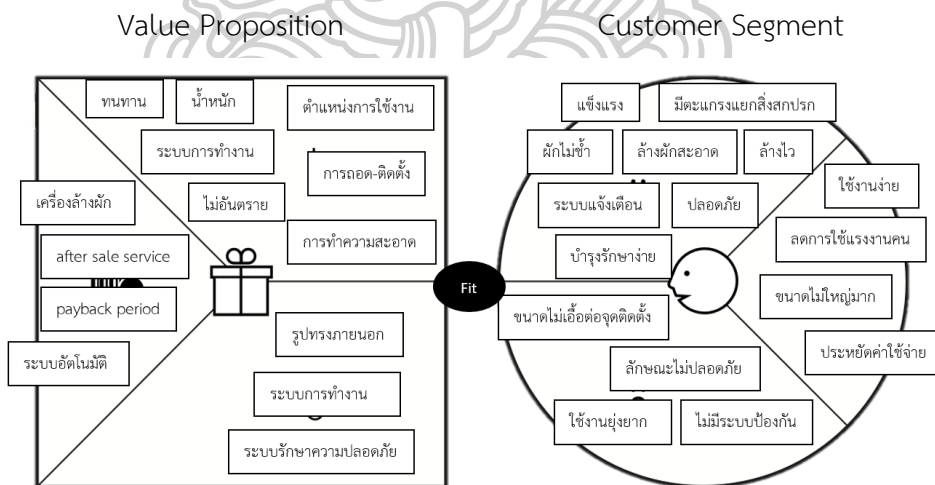 Value Proposition
Customer Segment
ทนทาน
น้ำหนัก
ตำแหน่งการใช้งาน
ระบบการทำงาน
การถอด-ติดตั้ง
เครื่องล้างผัก
ไม่อันตราย
after sale service
การทำความสะอาด
payback period
รูปทรงภายนอก
ระบบอัตโนมัติ
ระบบการทำงาน
ระบบรักษาความปลอดภัย
Fit
แข็งแรง
มีตะแกรงแยกสิ่งสกปรก
ผักไม่ช้ำ
ล้างผักสะอาด
ล้างไว
ระบบแจ้งเตือน
ปลอดภัย
ใช้งานง่าย
บำรุงรักษาง่าย
ลดการใช้แรงงานคน
ขนาดไม่เอื้อต่อจุดติดตั้ง
ขนาดไม่ใหญ่มาก
ลักษณะไม่ปลอดภัย
ประหยัดค่าใช้จ่าย
ใช้งานยุ่งยาก
ไม่มีระบบป้องกัน